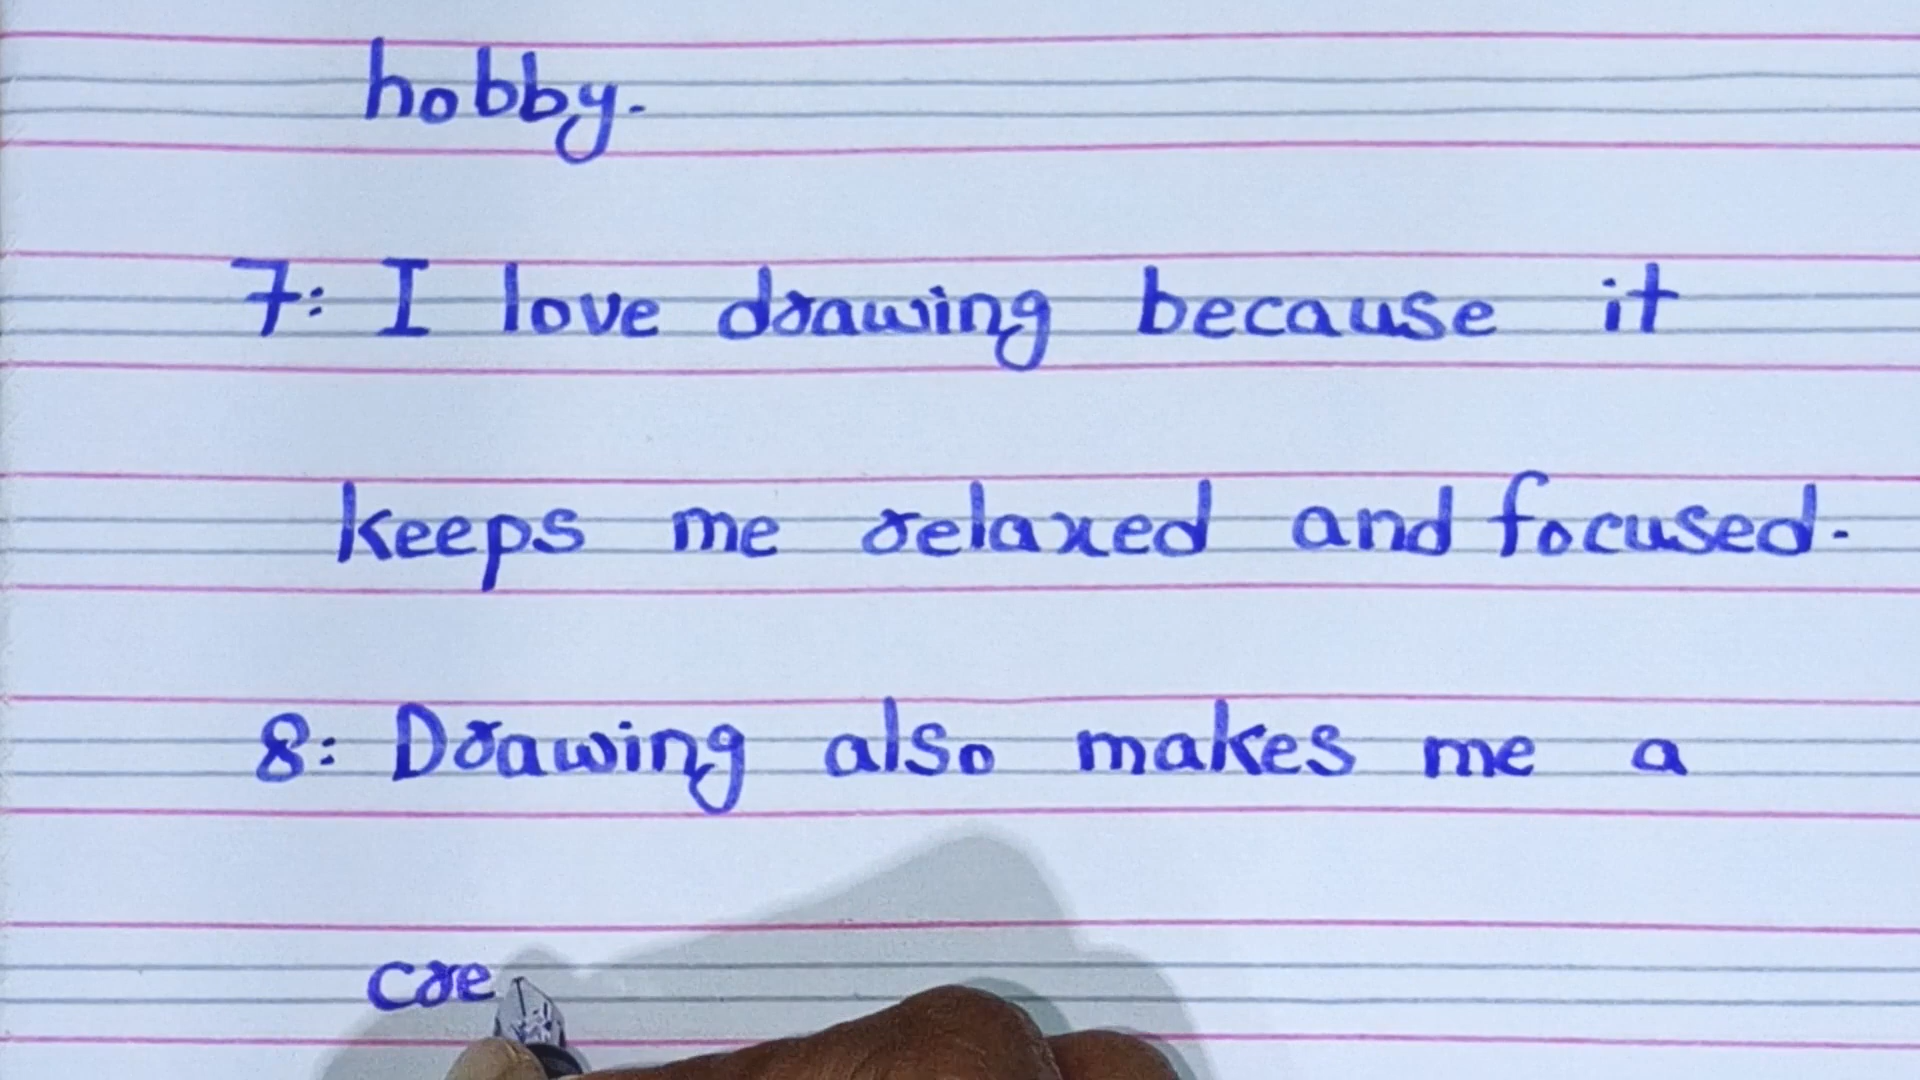 hobby.
7: I love drawing because it
keeps me relaxed and focused.
8: Drawing also makes me a
cre